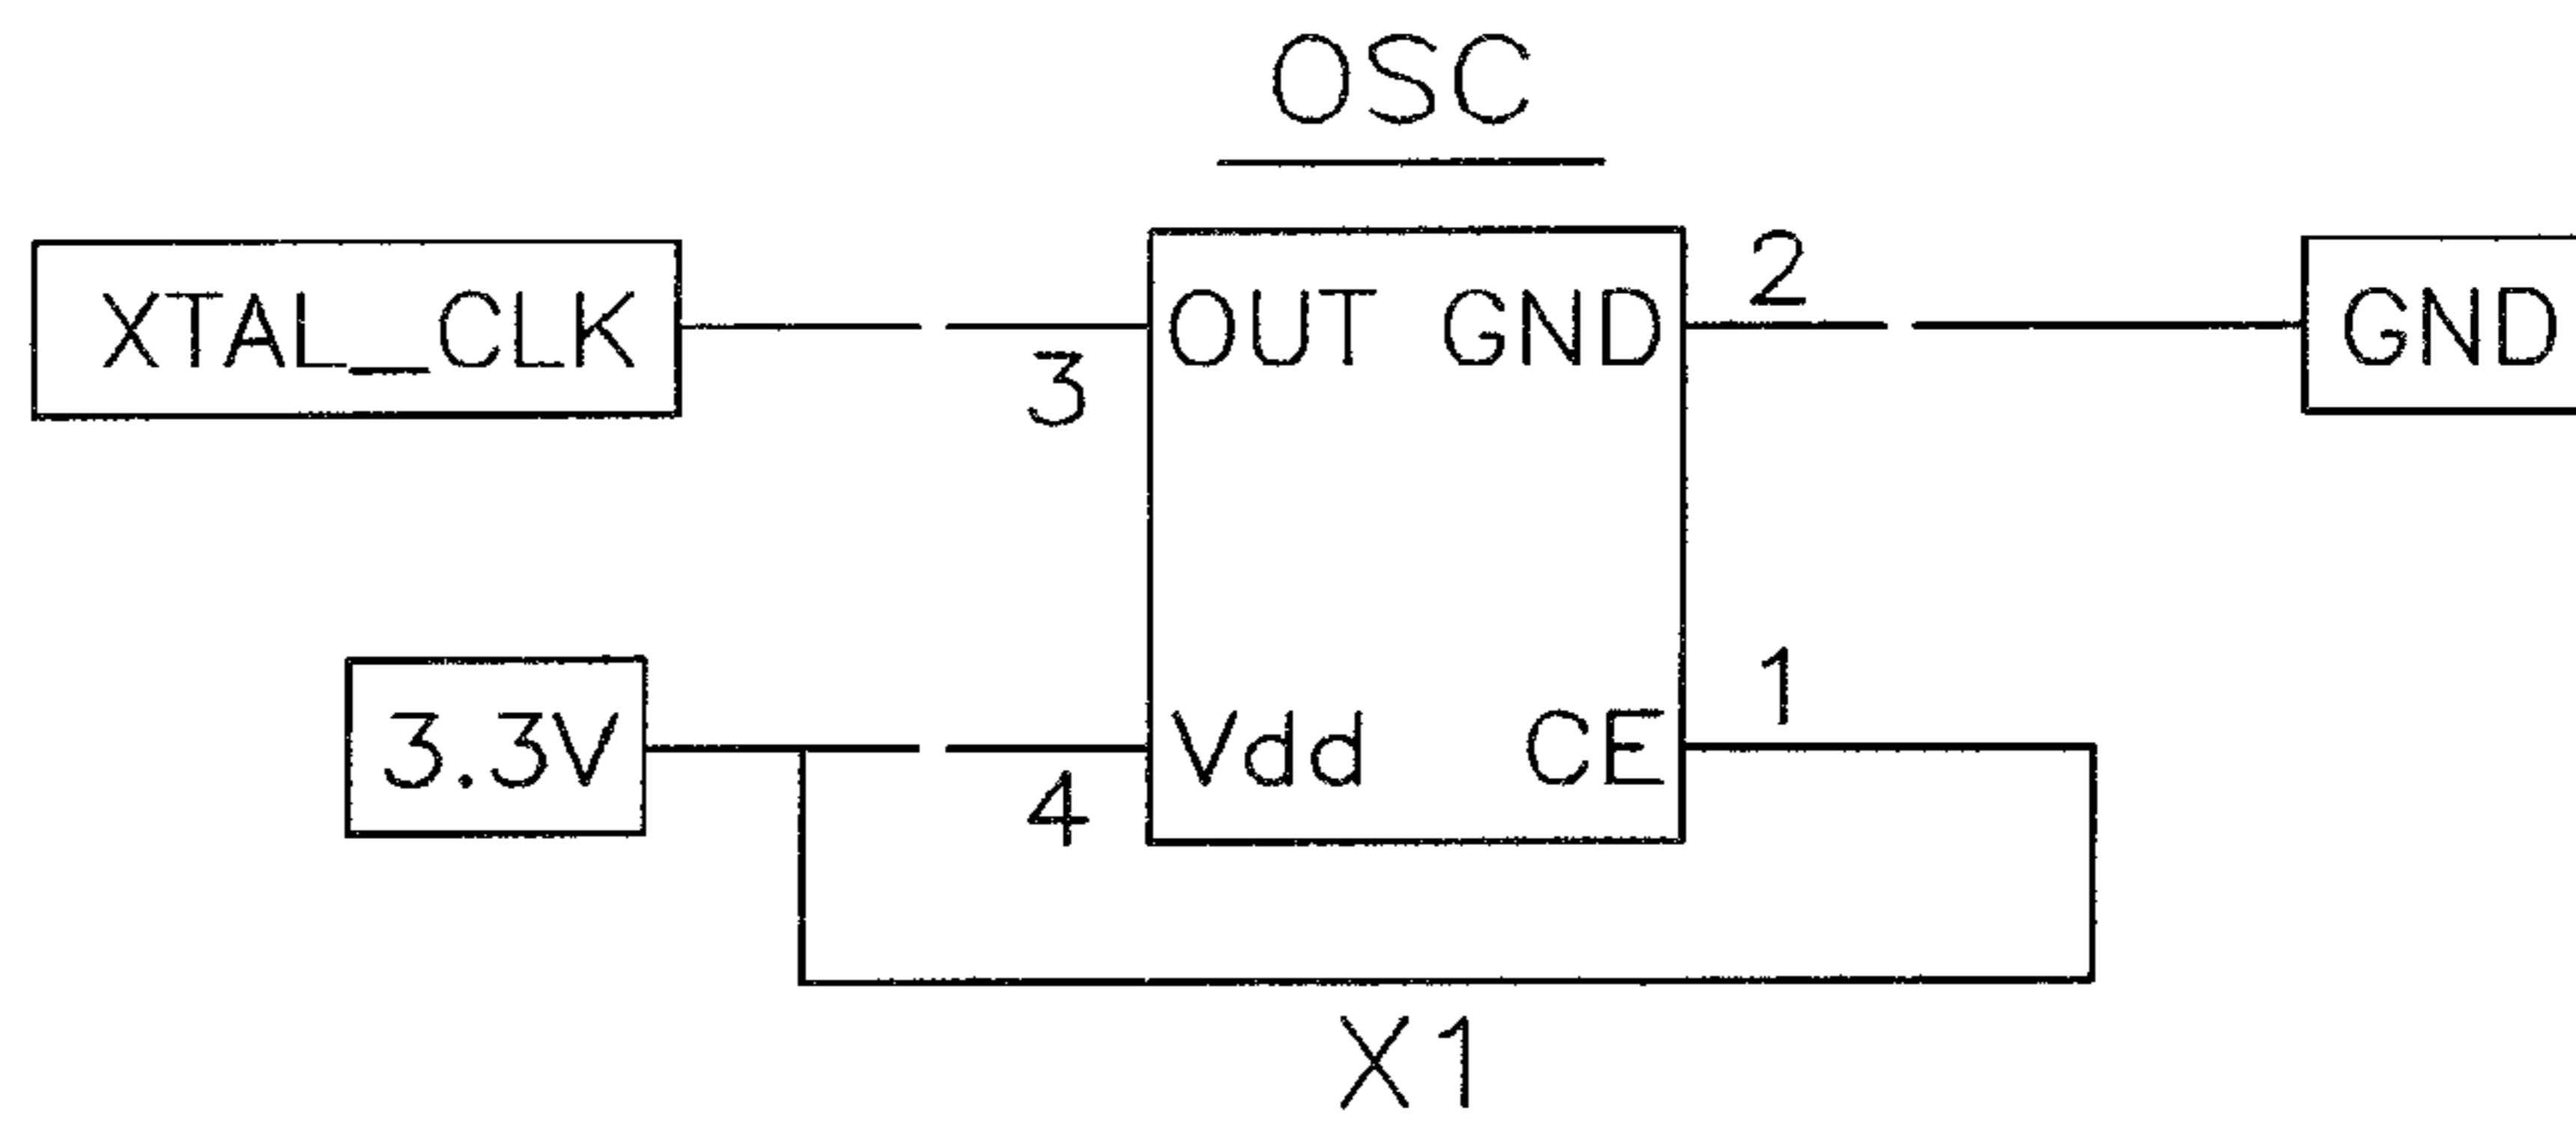 OSC
XTAL_CLK
3
OUT GND
2
GND
3.3V
4
Vdd CE
1
X1